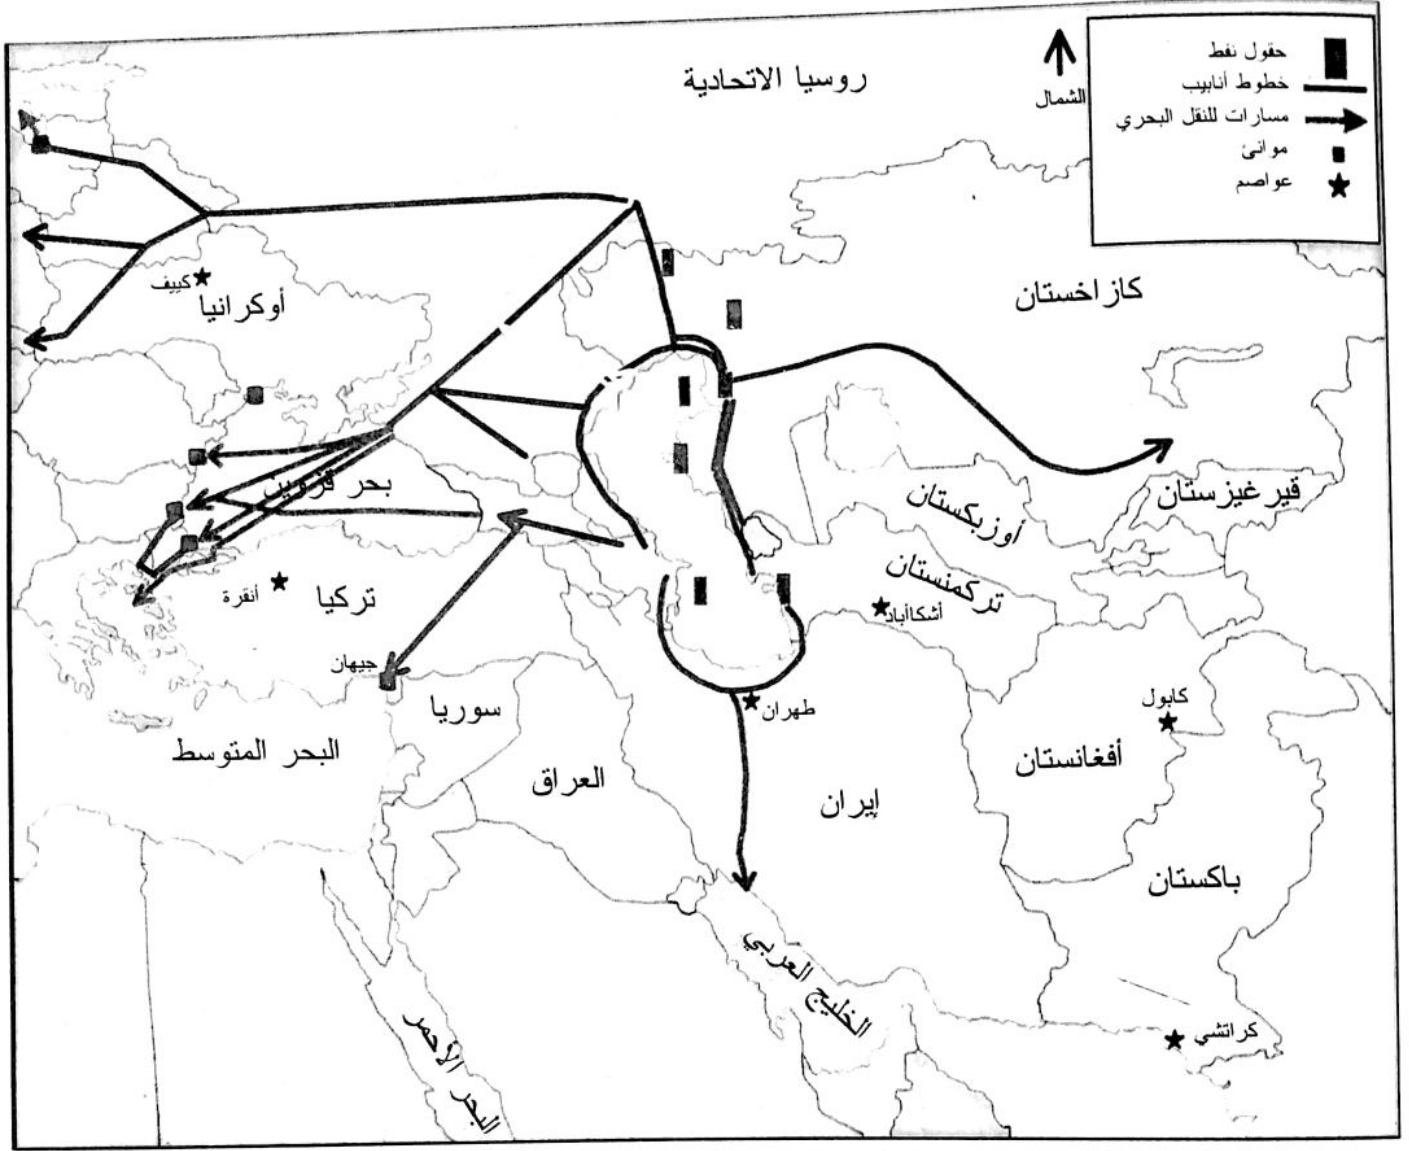 روسيا الاتحادية
الشمال
حقول نفط
خطوط أنابيب
مسارات للنقل البحري
موانئ
عواصم
كييف
أوكرانيا
كازاخستان
بحر قزوين
أوزبكستان
قيرغيزستان
تركمنستان
أشكاأباد
أنقرة
تركيا
جيهان
سوريا
طهران
كابول
البحر المتوسط
العراق
إيران
أفغانستان
باكستان
الخليج العربي
البحر الأحمر
كراتشي